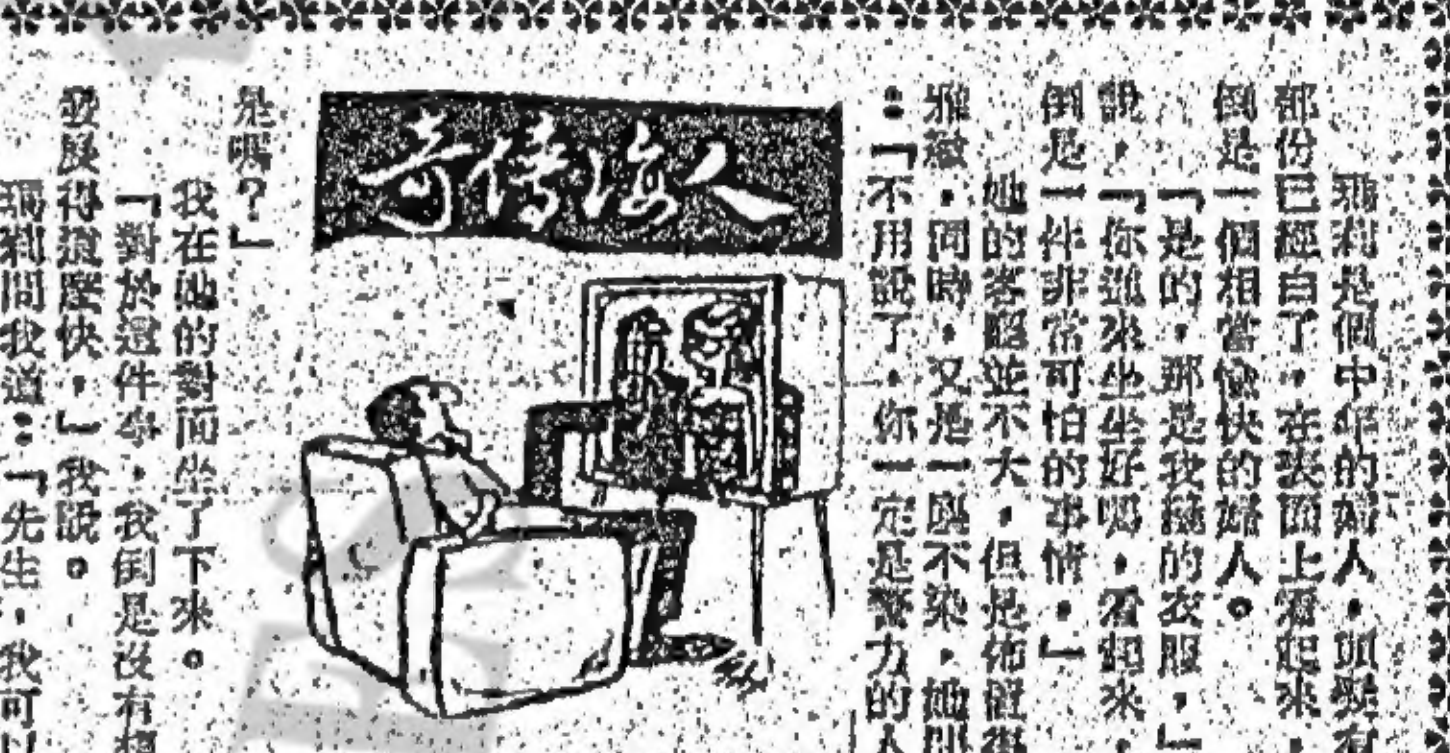 瑪利是個中年的婦人，頭髮有
部份已經白了，在表面上看起來，
倒是一個相當愉快的婦人。
「是的，那是我織的衣服，」
說，「你進來坐坐好嗎，看起來，
倒是一件非常可怕的事情，」
她的客廳並不大，但是佈置得
雅緻，同時，又是一塵不染，她
：「不用說了，你一定是警方的人
人海傳奇
是嗎？」
我在她的對面坐了下來。
「對於這件事，我倒是沒有想
發展得這麼快，」我說。
瑪利問我道：「先生，我可以